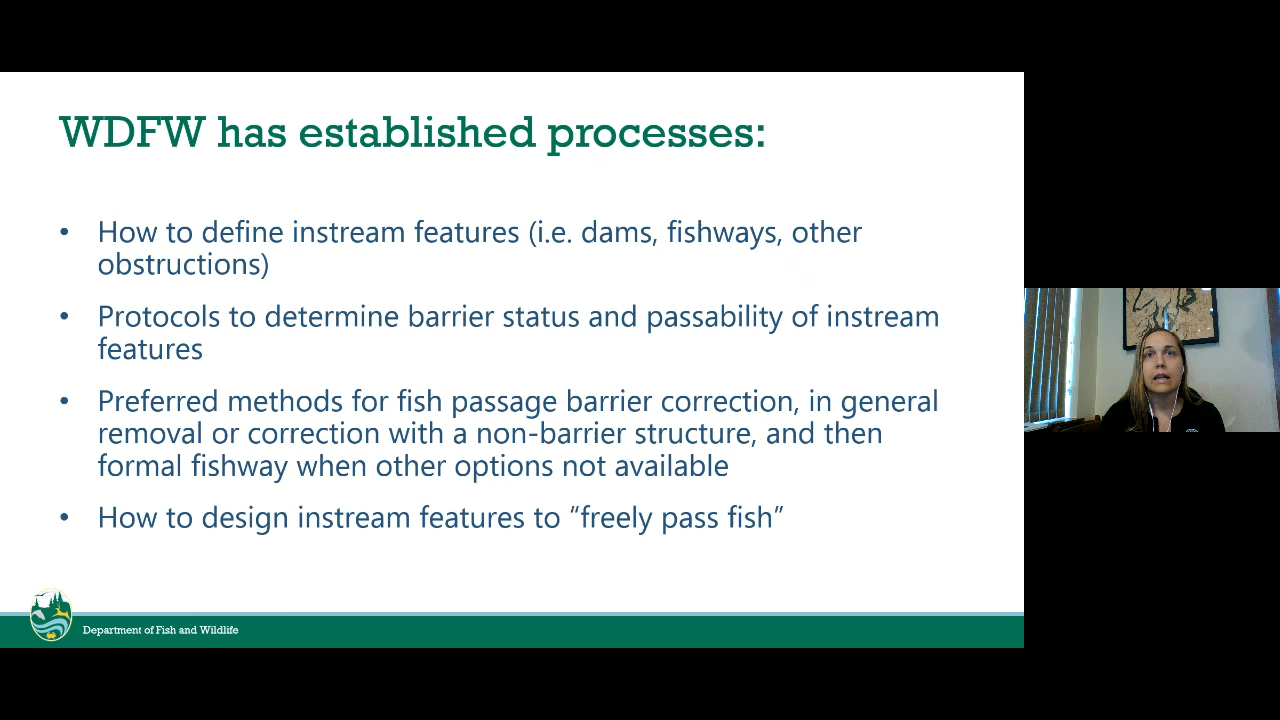 WDFW has established processes:
• How to define instream features (i.e. dams, fishways, other
obstructions)
• Protocols to determine barrier status and passability of instream
features
• Preferred methods for fish passage barrier correction, in general
removal or correction with a non-barrier structure, and then
formal fishway when other options not available
• How to design instream features to “freely pass fish”
Department of Fish and Wildlife